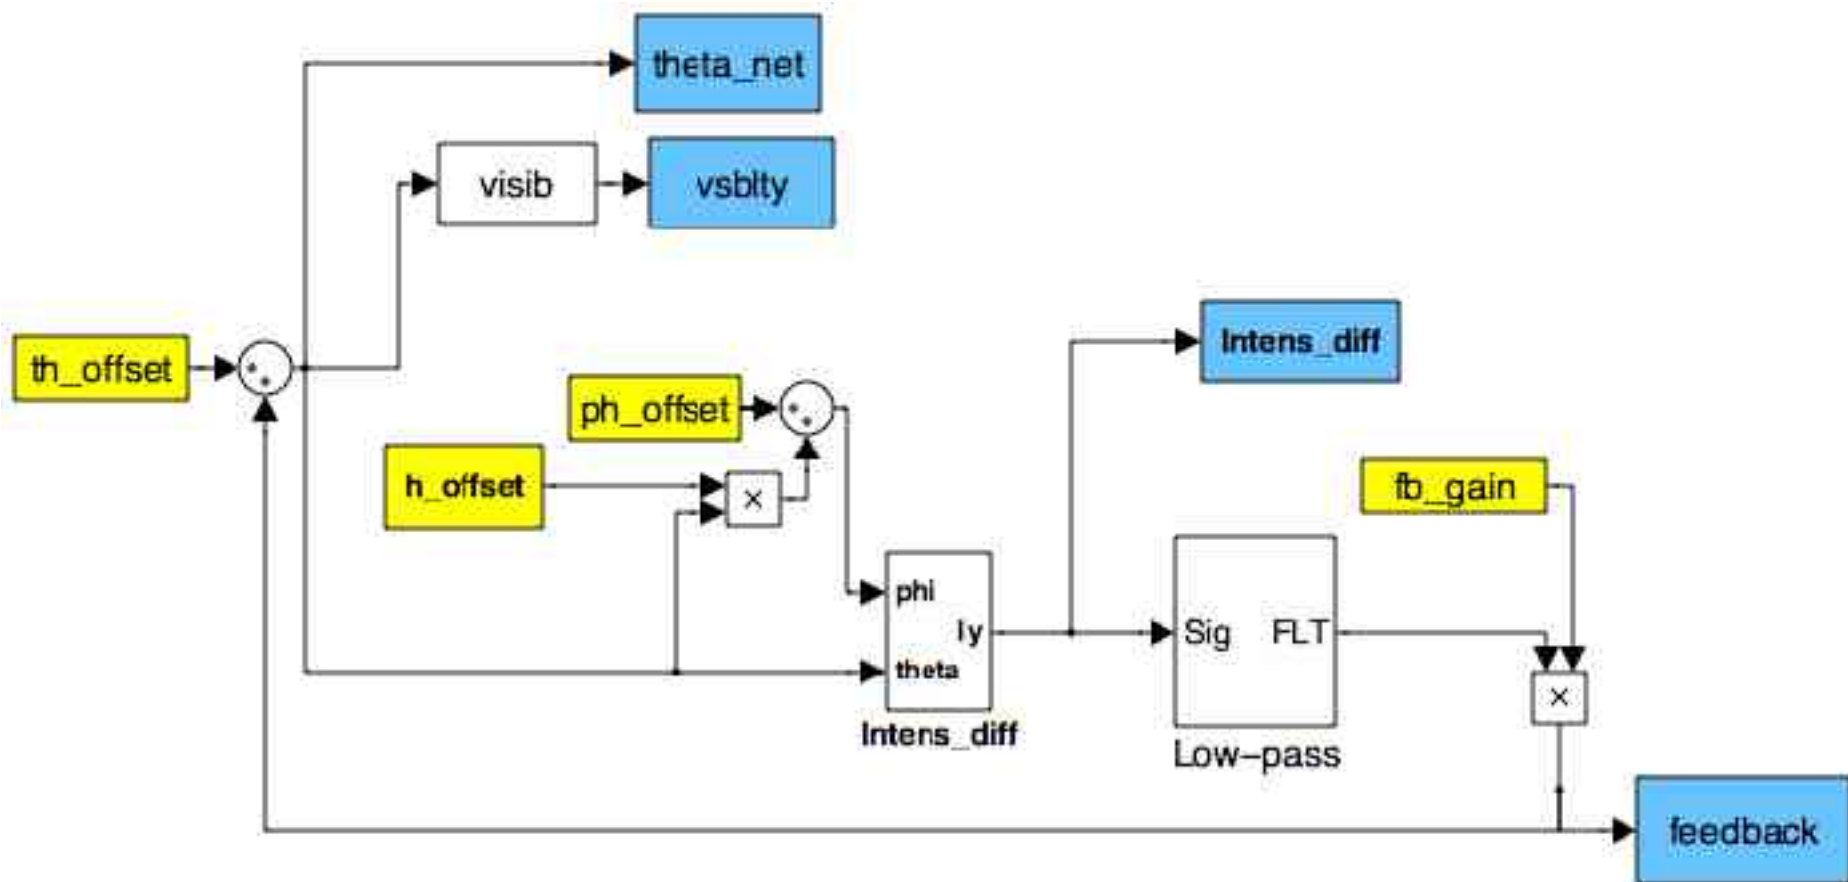 theta_net
visib
vsblty
th_offset
Intens_diff
ph_offset
h_offset
×
fb_gain
phi
Iy
theta
Intens_diff
Sig FLT
Low-pass
×
feedback